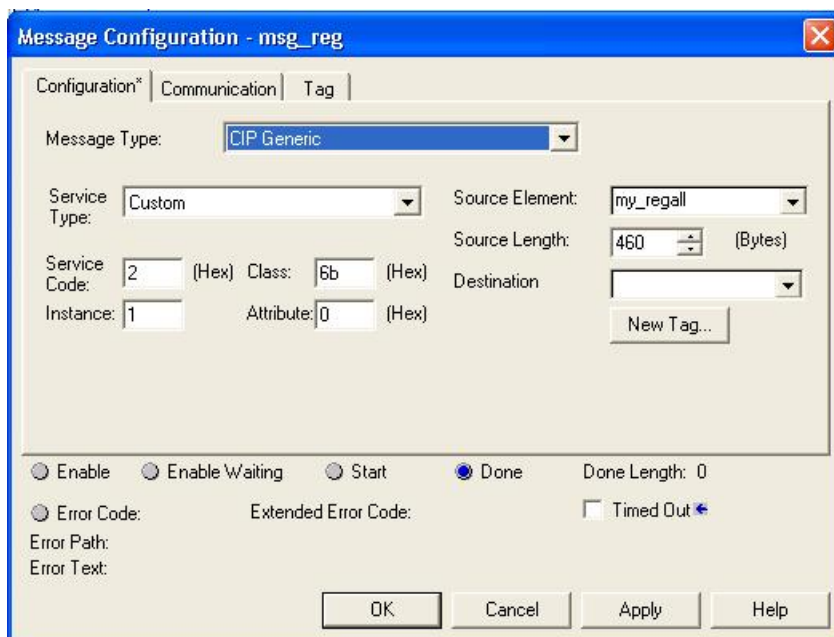 Message Configuration - msg_reg
Configuration* Communication Tag
Message Type: CIP Generic
Service Type: Custom
Source Element: my_regall
Source Length: 460 (Bytes)
Service Code: 2 (Hex) Class: 6b (Hex)
Destination
Instance: 1 Attribute: 0 (Hex)
New Tag...
Enable Enable Waiting Start Done Done Length: 0
Error Code: Extended Error Code: Timed Out
Error Path:
Error Text:
OK Cancel Apply Help